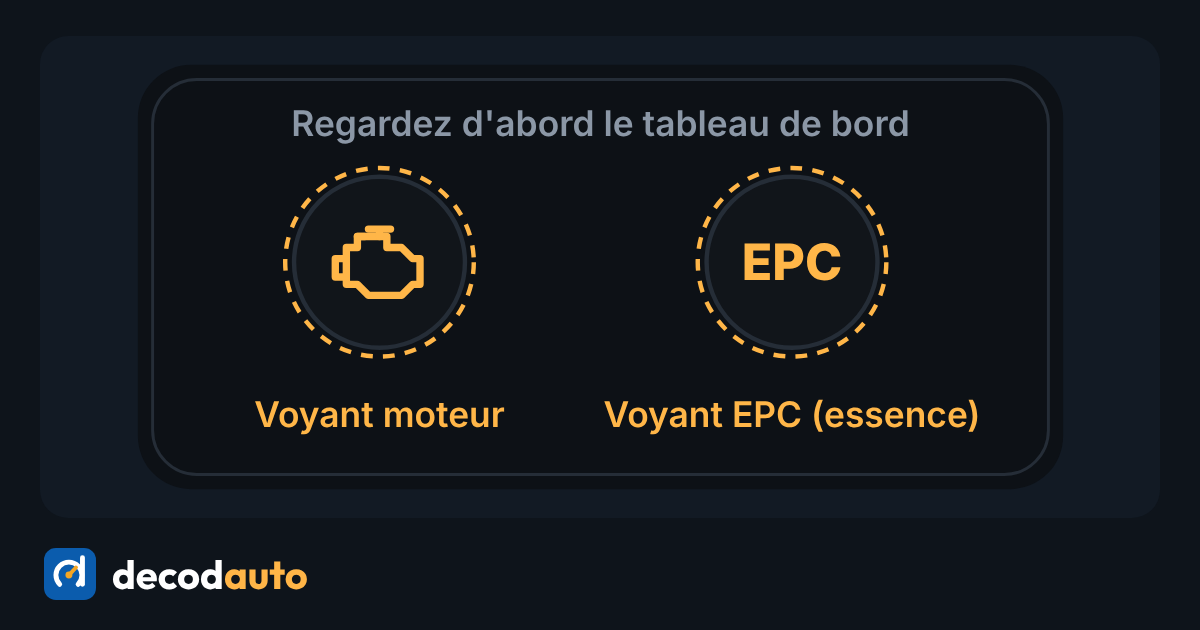 Regardez d'abord le tableau de bord
EPC
Voyant moteur
Voyant EPC (essence)
decodauto